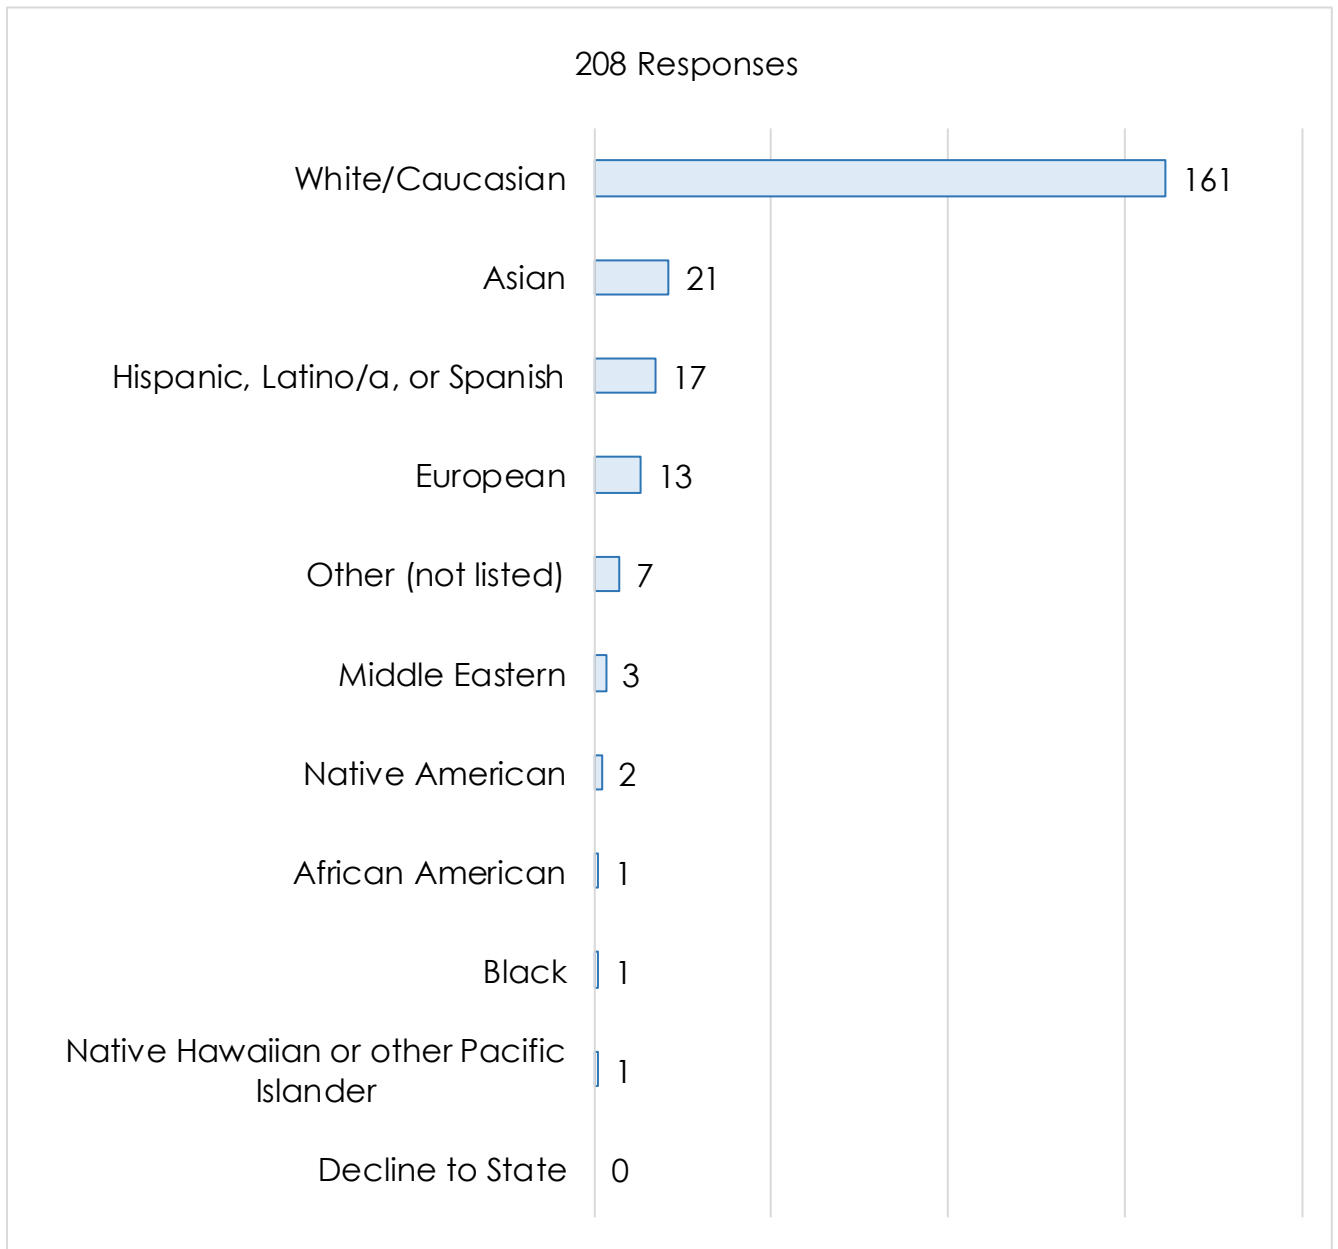 208 Responses
White/Caucasian 161
Asian 21
Hispanic, Latino/a, or Spanish 17
European 13
Other (not listed) 7
Middle Eastern 3
Native American 2
African American 1
Black 1
Native Hawaiian or other Pacific
Islander 1
Decline to State 0